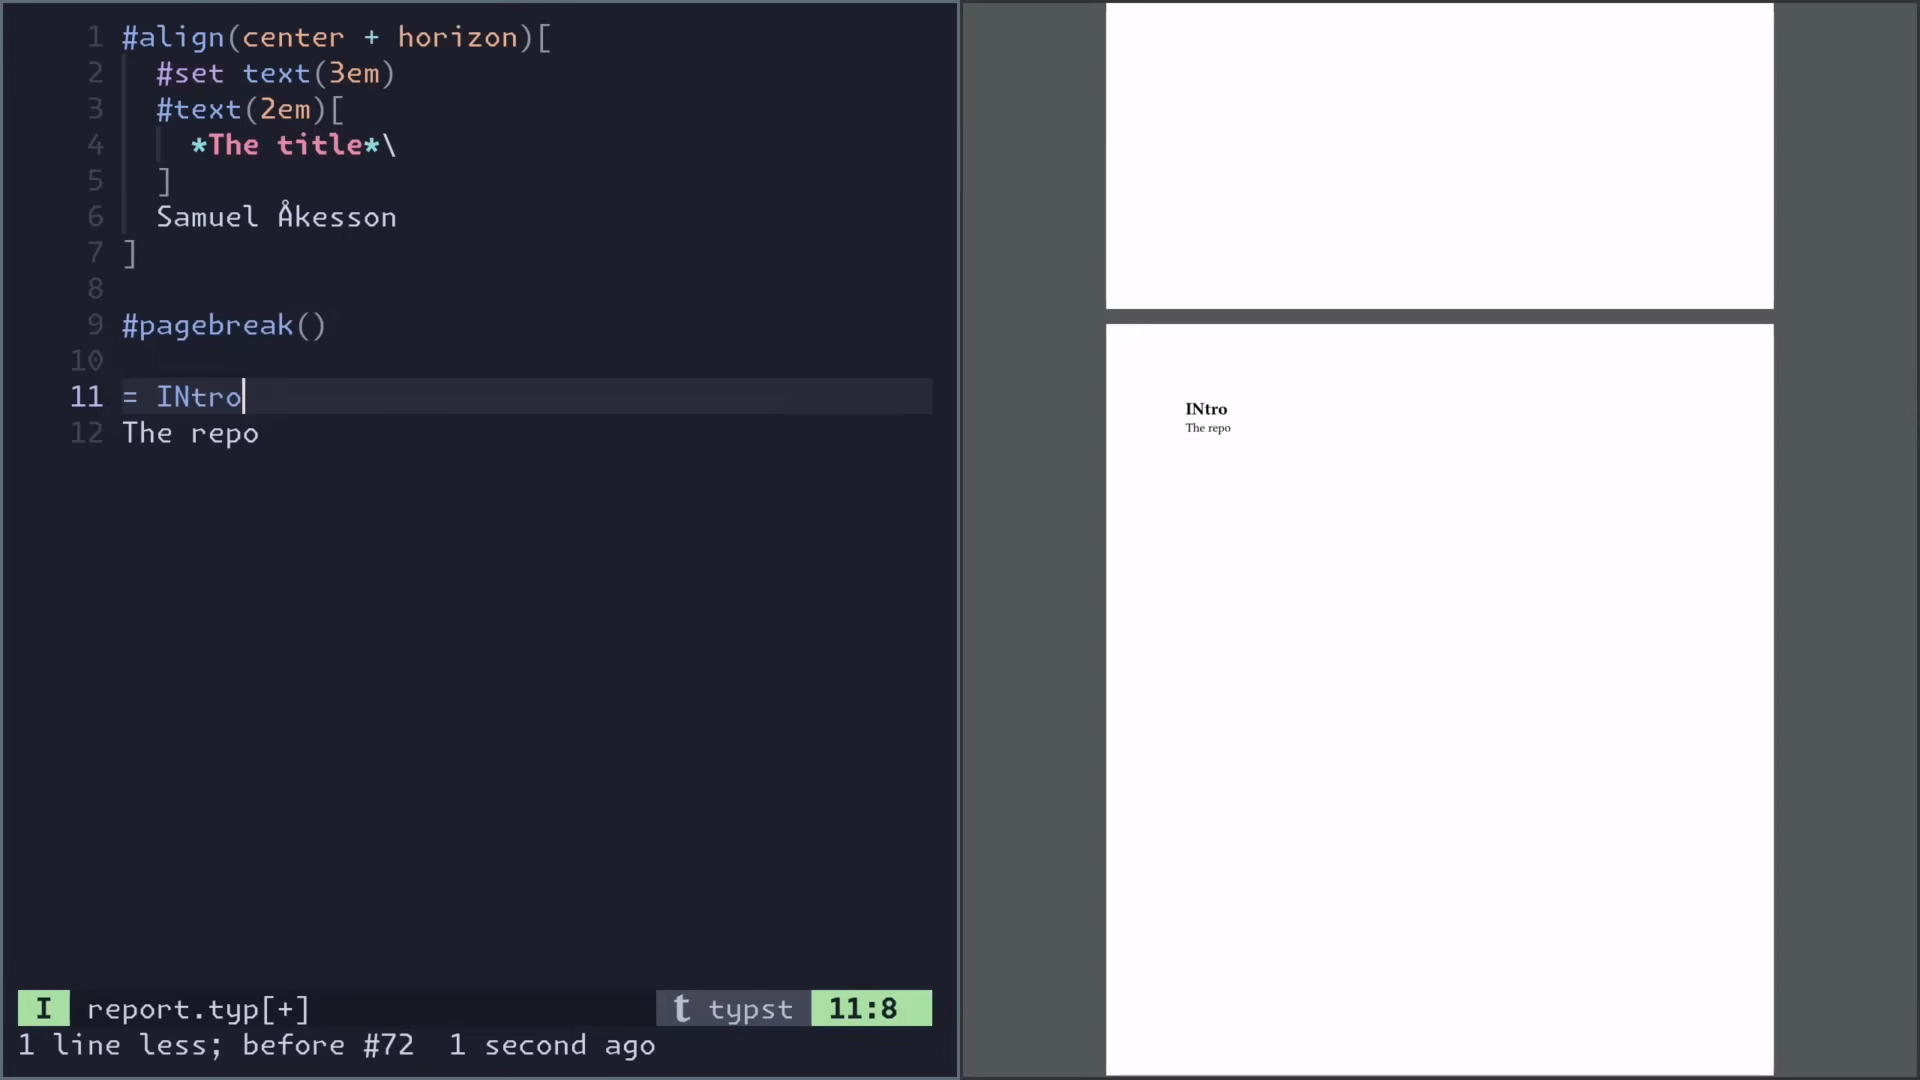 1 #align(center + horizon)[
2 #set text(3em)
3 #text(2em)[
4 *The title*\
5 ]
6 Samuel Åkesson
7 ]
8
9 #pagebreak()
10
11 = INtro
12 The repo
I report.typ[+] t typst 11:8
1 line less; before #72 1 second ago
INtro
The repo